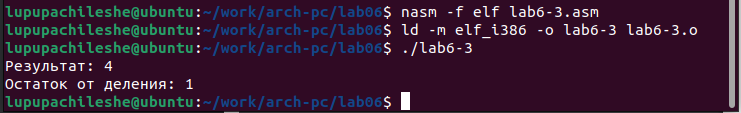 lupupachileshe@ubuntu:~/work/arch-pc/lab06$ nasm -f elf lab6-3.asm
lupupachileshe@ubuntu:~/work/arch-pc/lab06$ ld -m elf_i386 -o lab6-3 lab6-3.o
lupupachileshe@ubuntu:~/work/arch-pc/lab06$ ./lab6-3
Результат: 4
Остаток от деления: 1
lupupachileshe@ubuntu:~/work/arch-pc/lab06$